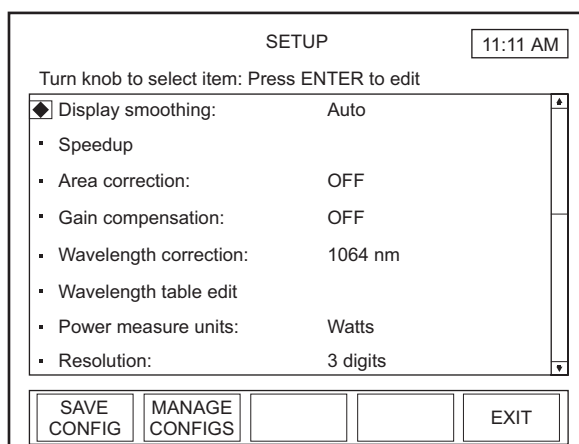 SETUP
11:11 AM
Turn knob to select item: Press ENTER to edit
Display smoothing: Auto
Speedup
Area correction: OFF
Gain compensation: OFF
Wavelength correction: 1064 nm
Wavelength table edit
Power measure units: Watts
Resolution: 3 digits
SAVE
CONFIG
MANAGE
CONFIGS
EXIT